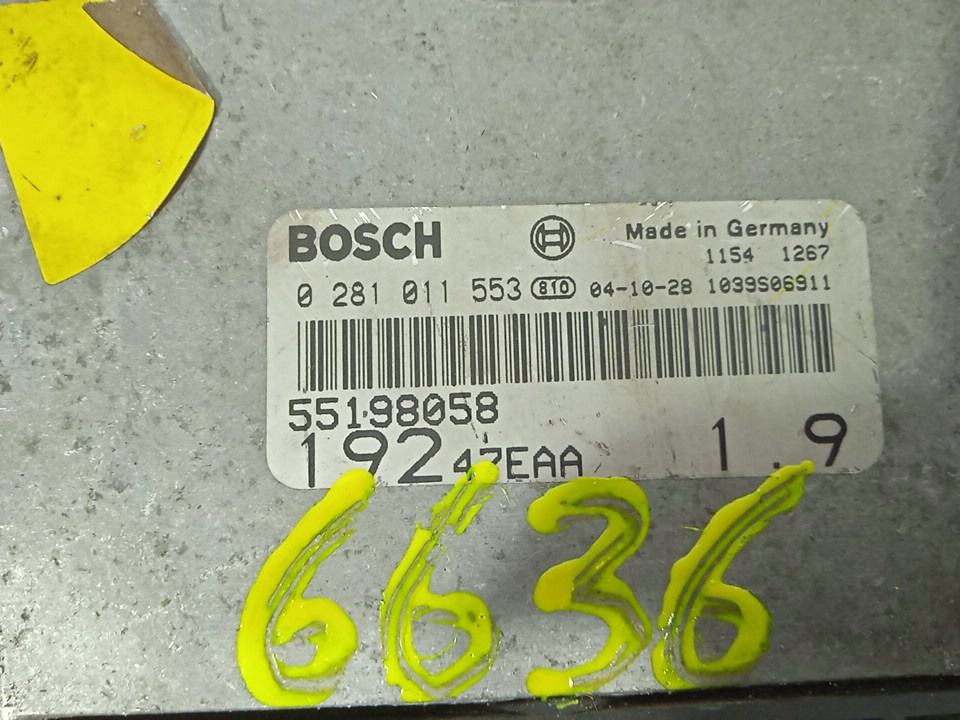 BOSCH Made in Germany
1154 1267
0 281 011 553 810 04-10-28 1039S06911
55198058
192 47EAA 1.9
6636